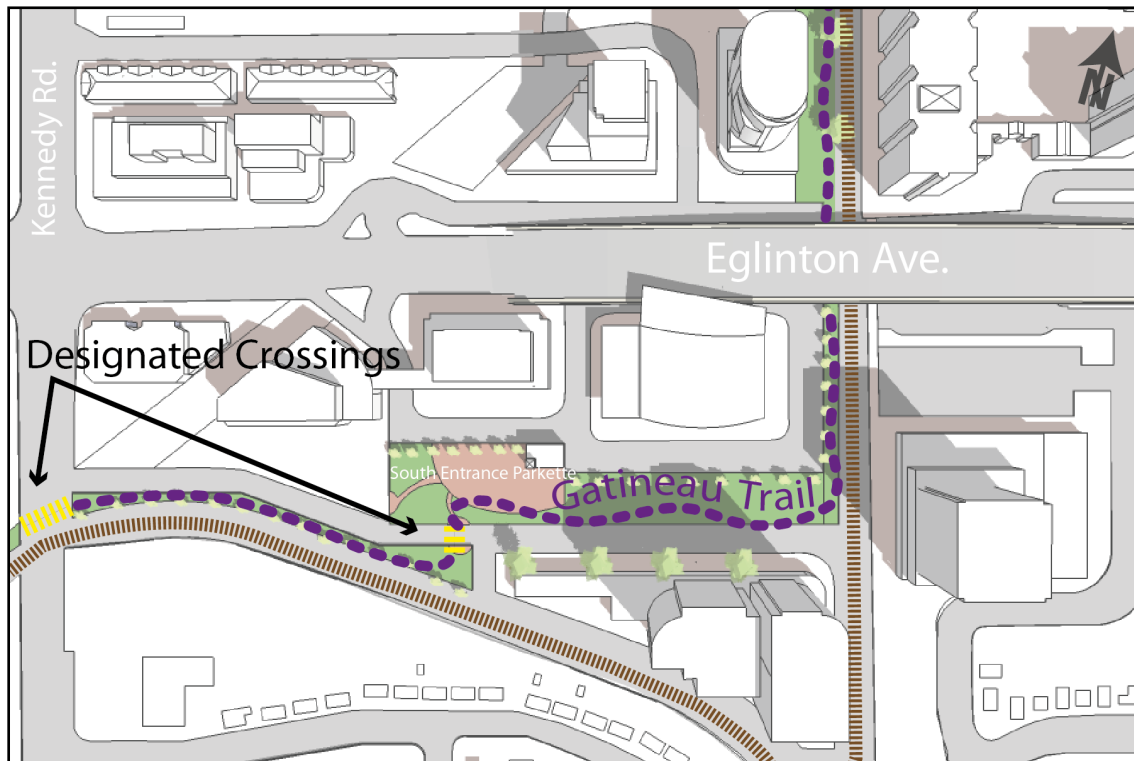 Kennedy Rd.
N
Eglinton Ave.
Designated Crossings
South Entrance Parkette
Gatineau Trail